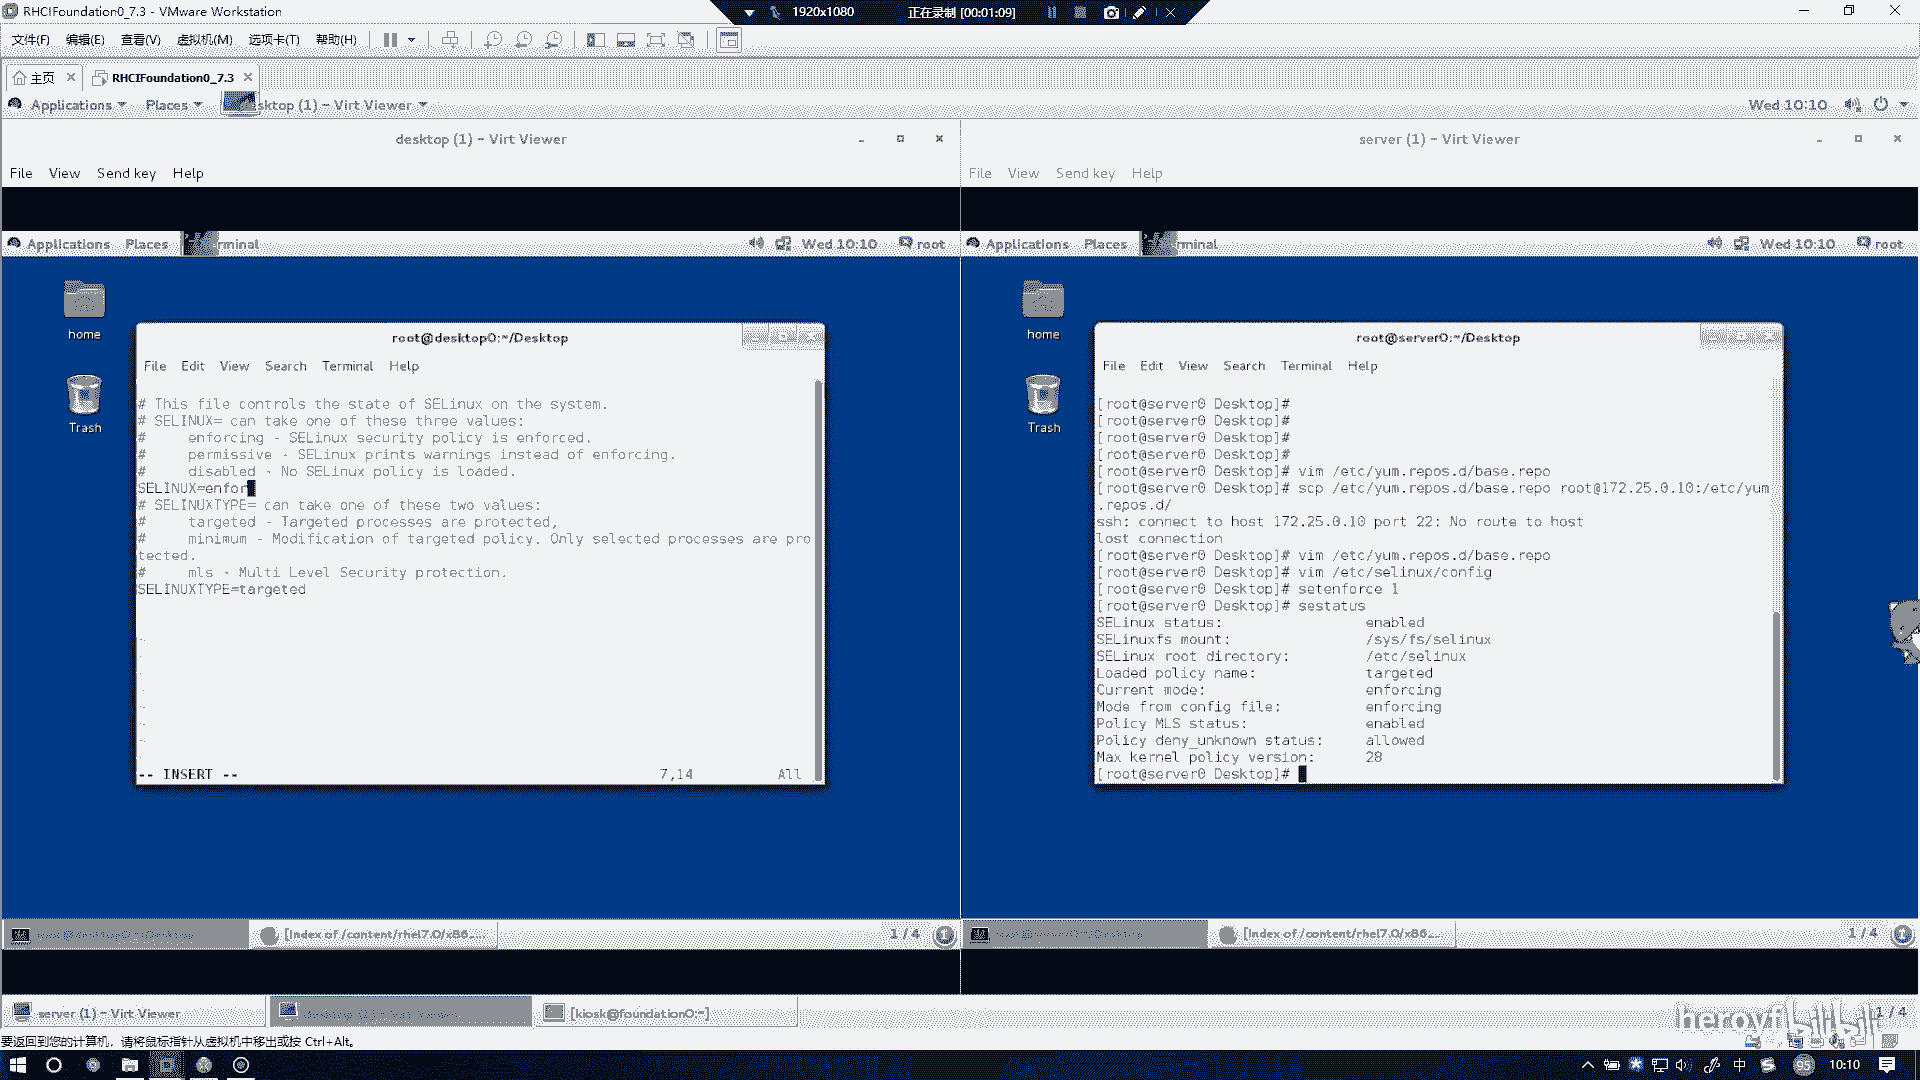 RHCIFoundation0_7.3 - VMware Workstation
1920x1080
正在录制 [00:01:09]
文件(F) 编辑(E) 查看(V) 虚拟机(M) 选项卡(T) 帮助(H)
主页
RHCIFoundation0_7.3
Applications Places sktop (1) - Virt Viewer
Wed 10:10
desktop (1) - Virt Viewer
File View Send key Help
Applications Places rminal
Wed 10:10 root
home
Trash
root@desktop0:~/Desktop
File Edit View Search Terminal Help
# This file controls the state of SELinux on the system.
# SELINUX= can take one of these three values:
#     enforcing - SELinux security policy is enforced.
#     permissive - SELinux prints warnings instead of enforcing.
#     disabled - No SELinux policy is loaded.
SELINUX=enfor
# SELINUXTYPE= can take one of these two values:
#     targeted - Targeted processes are protected,
#     minimum - Modification of targeted policy. Only selected processes are pro
tected.
#     mls - Multi Level Security protection.
SELINUXTYPE=targeted
-- INSERT --
7,14
All
[Index of /content/rhel7.0/x86_...
1 / 4
1
server (1) - Virt Viewer
File View Send key Help
Applications Places rminal
Wed 10:10 root
home
Trash
root@server0:~/Desktop
File Edit View Search Terminal Help
[root@server0 Desktop]#
[root@server0 Desktop]#
[root@server0 Desktop]#
[root@server0 Desktop]#
[root@server0 Desktop]# vim /etc/yum.repos.d/base.repo
[root@server0 Desktop]# scp /etc/yum.repos.d/base.repo root@172.25.0.10:/etc/yum
.repos.d/
ssh: connect to host 172.25.0.10 port 22: No route to host
lost connection
[root@server0 Desktop]# vim /etc/yum.repos.d/base.repo
[root@server0 Desktop]# vim /etc/selinux/config
[root@server0 Desktop]# setenforce 1
[root@server0 Desktop]# sestatus
SELinux status:                 enabled
SELinuxfs mount:                /sys/fs/selinux
SELinux root directory:         /etc/selinux
Loaded policy name:             targeted
Current mode:                   enforcing
Mode from config file:          enforcing
Policy MLS status:              enabled
Policy deny_unknown status:     allowed
Max kernel policy version:      28
[root@server0 Desktop]#
[Index of /content/rhel7.0/x86_...
1 / 4
1
server (1) - Virt Viewer
[kiosk@foundation0:~]
1 / 4
要返回到您的计算机，请将鼠标指针从虚拟机中移出或按 Ctrl+Alt。
中
95
10:10